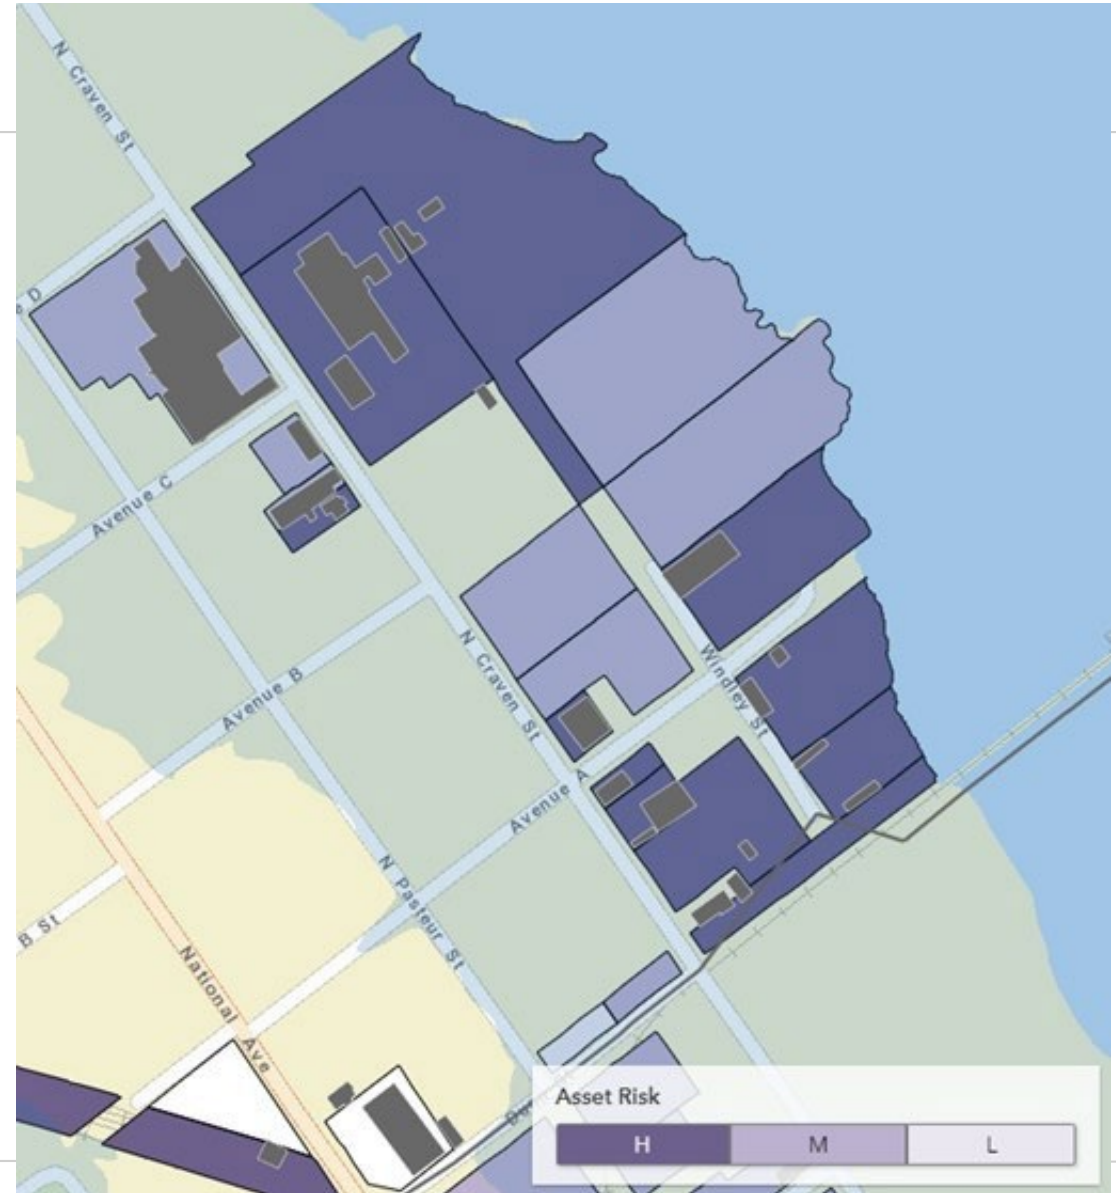 N Craven St
e D
Avenue C
Avenue B
N Craven St
Windley St
Avenue A
N Pasteur St
B St
National Ave
Asset Risk
H M L